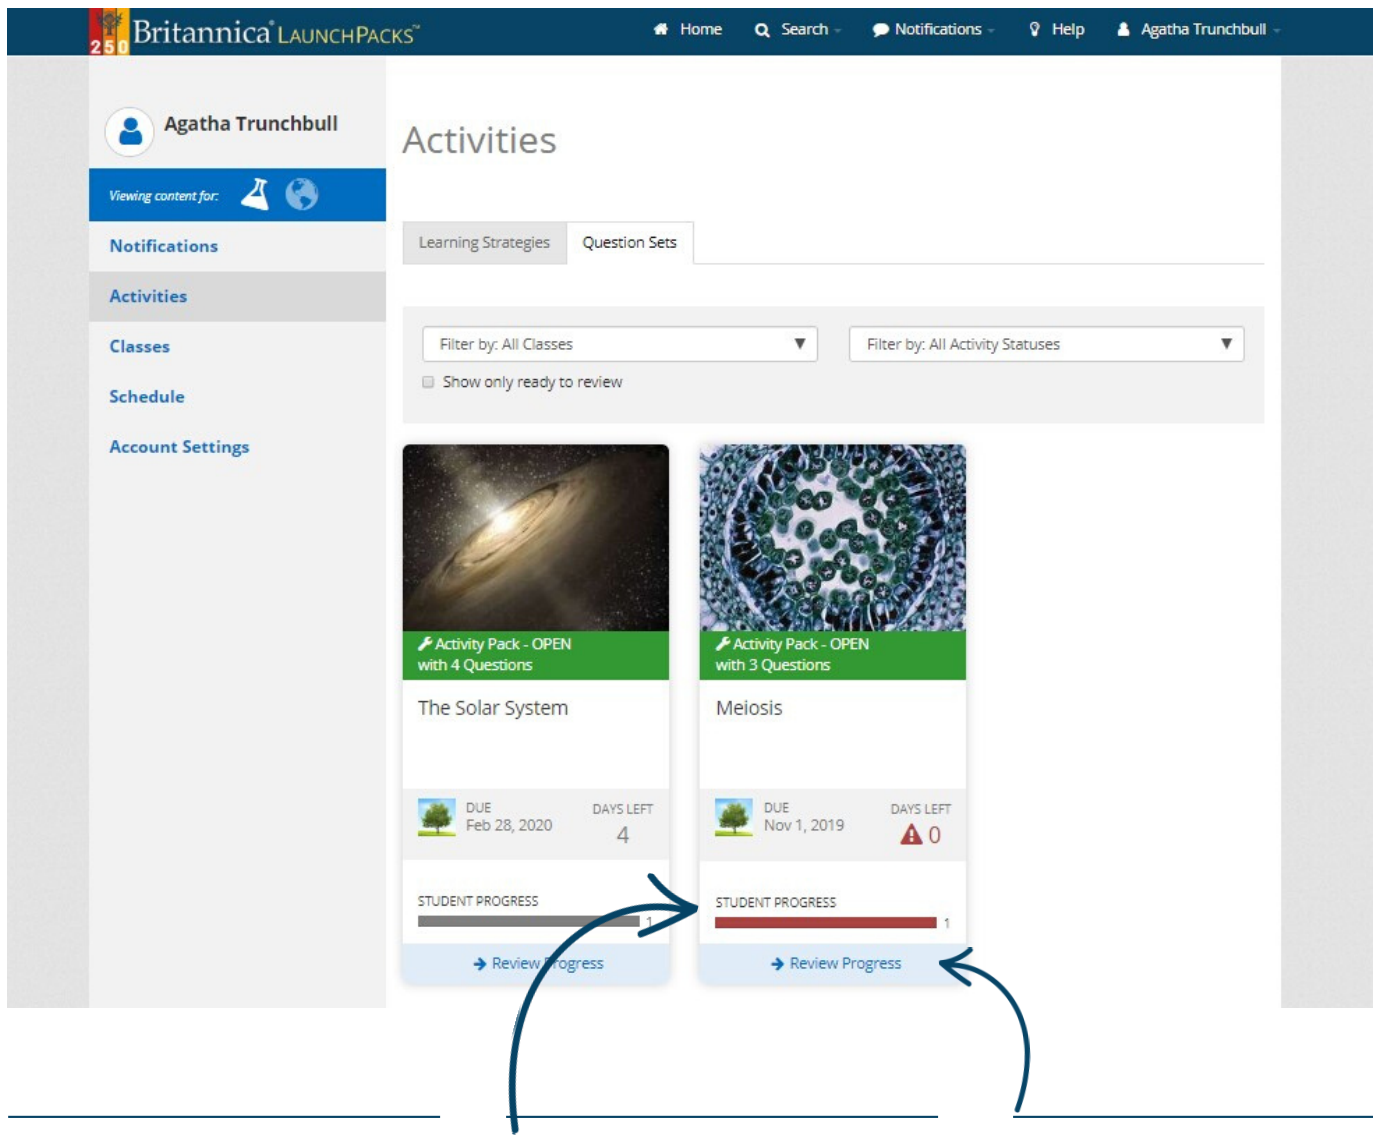 250 Britannica® LAUNCHPACKS™
Home Search Notifications Help Agatha Trunchbull
Agatha Trunchbull
Activities
Viewing content for:
Notifications
Activities
Classes
Schedule
Account Settings
Learning Strategies Question Sets
Filter by: All Classes ▼ Filter by: All Activity Statuses ▼
Show only ready to review
Activity Pack - OPEN
with 4 Questions
The Solar System
DUE DAYS LEFT
Feb 28, 2020 4
STUDENT PROGRESS
1
Review Progress
Activity Pack - OPEN
with 3 Questions
Meiosis
DUE DAYS LEFT
Nov 1, 2019 0
STUDENT PROGRESS
1
Review Progress